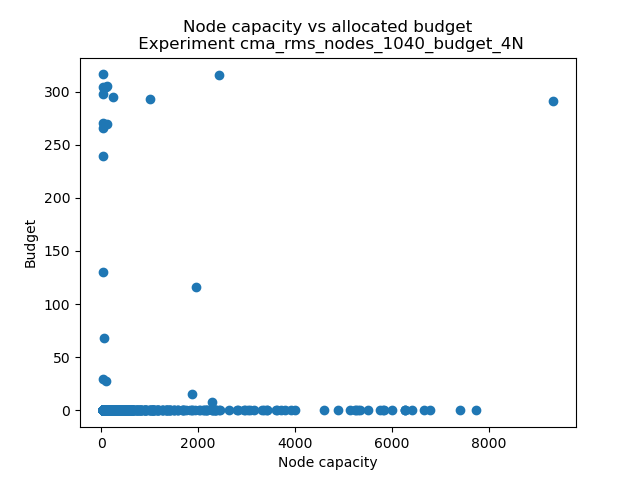 Node capacity vs allocated budget
Experiment cma_rms_nodes_1040_budget_4N
300
250
200
150
100
50
0
Budget
0 2000 4000 6000 8000
Node capacity